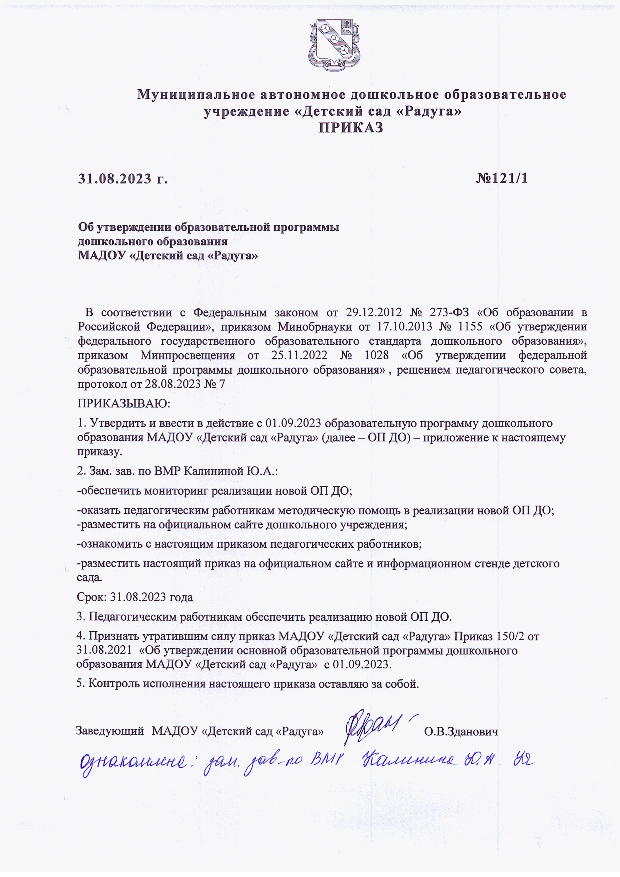 Муниципальное автономное дошкольное образовательное
учреждение «Детский сад «Радуга»
ПРИКАЗ
31.08.2023 г. №121/1
Об утверждении образовательной программы
дошкольного образования
МАДОУ «Детский сад «Радуга»
В соответствии с Федеральным законом от 29.12.2012 № 273-ФЗ «Об образовании в
Российской Федерации», приказом Минобрнауки от 17.10.2013 № 1155 «Об утверждении
федерального государственного образовательного стандарта дошкольного образования»,
приказом Минпросвещения от 25.11.2022 № 1028 «Об утверждении федеральной
образовательной программы дошкольного образования» , решением педагогического совета,
протокол от 28.08.2023 № 7
ПРИКАЗЫВАЮ:
1. Утвердить и ввести в действие с 01.09.2023 образовательную программу дошкольного
образования МАДОУ «Детский сад «Радуга» (далее – ОП ДО) – приложение к настоящему
приказу.
2. Зам. зав. по ВМР Калининой Ю.А.:
-обеспечить мониторинг реализации новой ОП ДО;
-оказать педагогическим работникам методическую помощь в реализации новой ОП ДО;
-разместить на официальном сайте дошкольного учреждения;
-ознакомить с настоящим приказом педагогических работников;
-разместить настоящий приказ на официальном сайте и информационном стенде детского
сада.
Срок: 31.08.2023 года
3. Педагогическим работникам обеспечить реализацию новой ОП ДО.
4. Признать утратившим силу приказ МАДОУ «Детский сад «Радуга» Приказ 150/2 от
31.08.2021 «Об утверждении основной образовательной программы дошкольного
образования МАДОУ «Детский сад «Радуга» с 01.09.2023.
5. Контроль исполнения настоящего приказа оставляю за собой.
Заведующий МАДОУ «Детский сад «Радуга» О.В.Зданович
ознакомлена: зам. зав. по ВМР Калинина Ю.А.